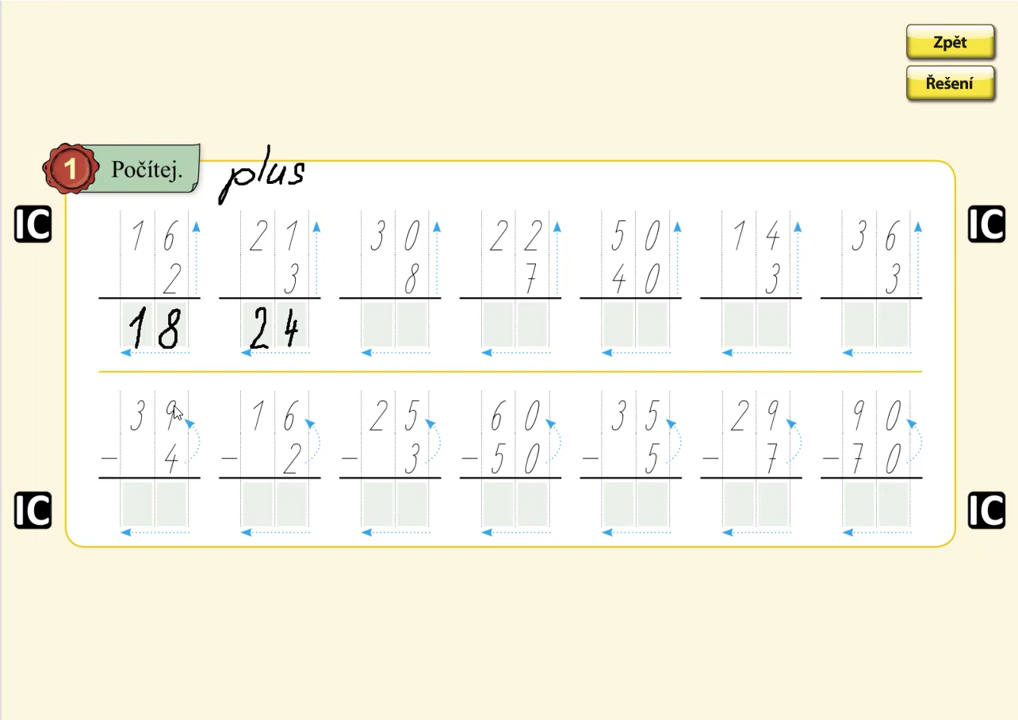 Zpět
Řešení
1 Počítej. plus
IC IC
16 21 30 22 50 14 36
2 3 8 7 40 3 3
18 24
39 16 25 60 35 29 90
- 4 - 2 - 3 - 50 - 5 - 7 - 70
IC IC